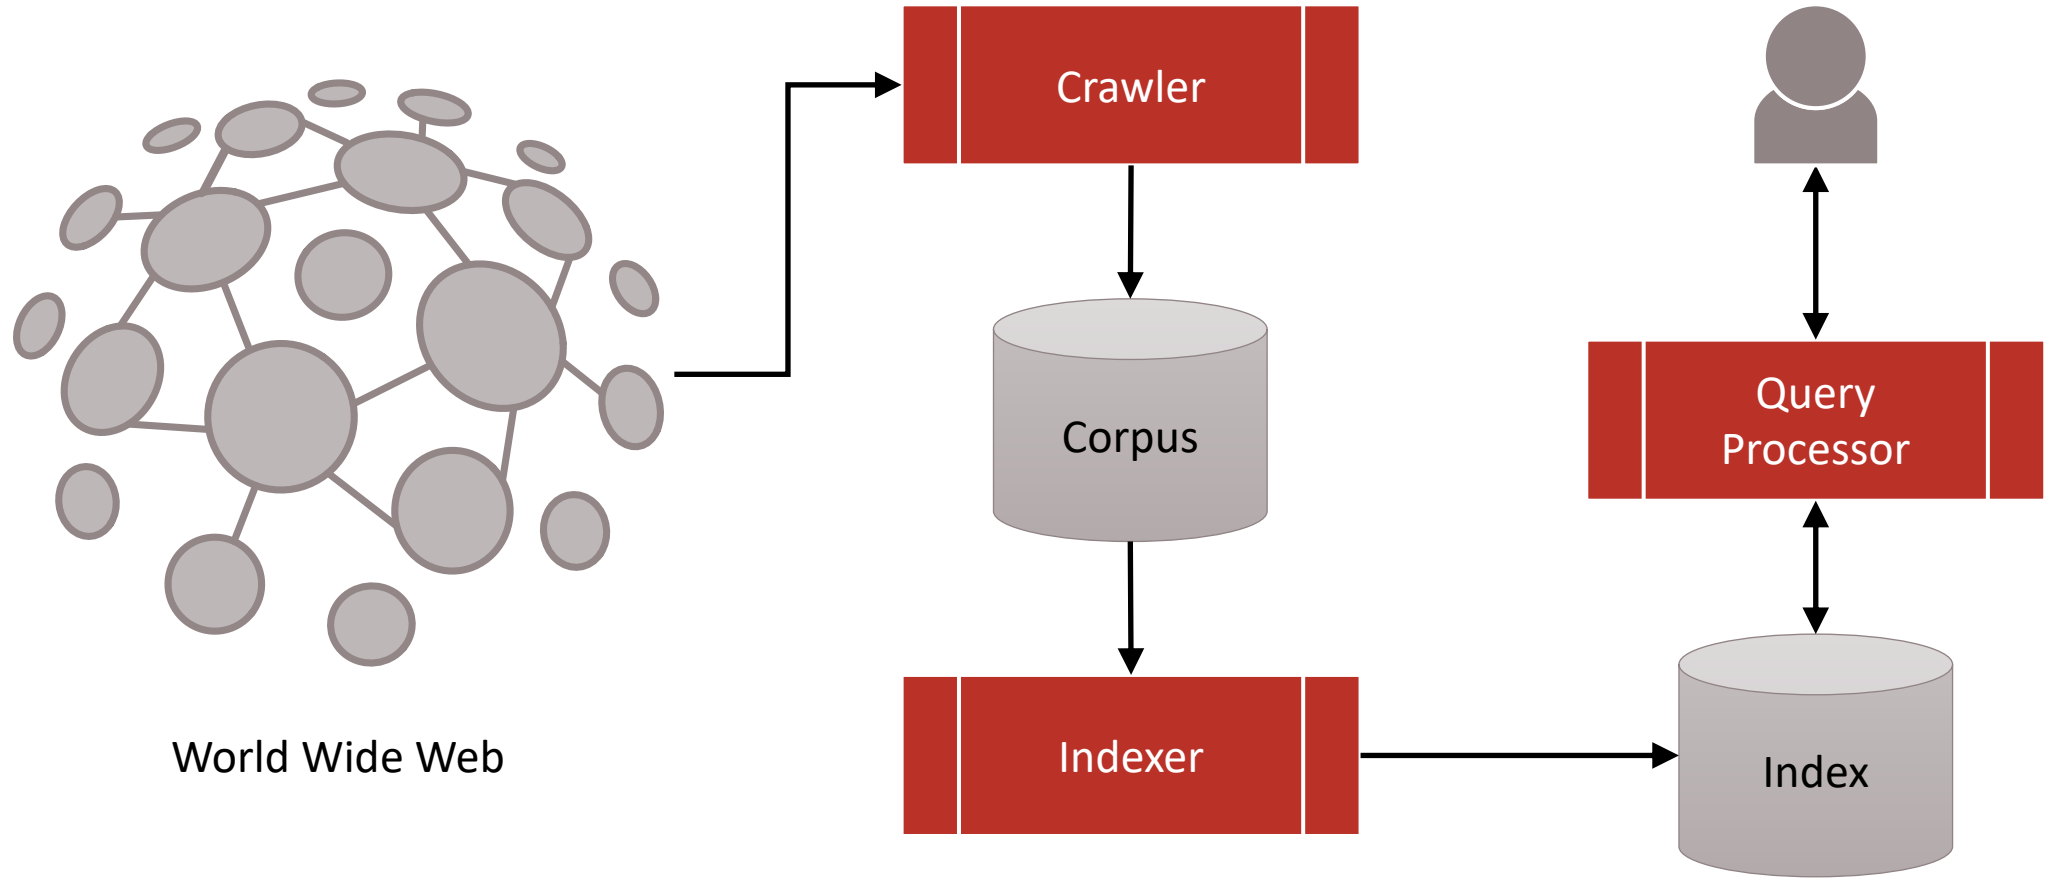 Crawler
Corpus
Query
Processor
World Wide Web
Indexer
Index